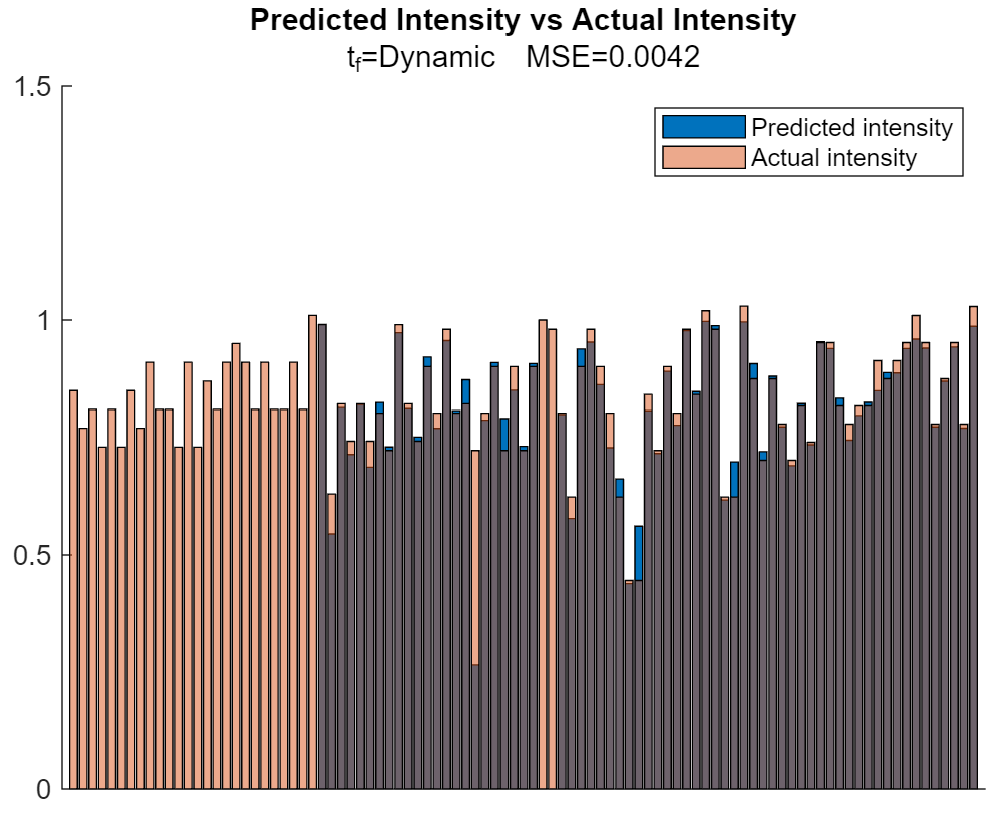 Predicted Intensity vs Actual Intensity
t_f=Dynamic MSE=0.0042
1.5
Predicted intensity
Actual intensity
1
0.5
0